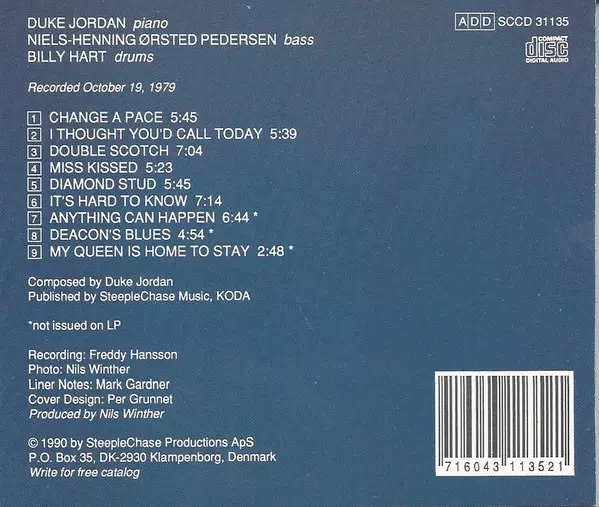 DUKE JORDAN piano
NIELS-HENNING ØRSTED PEDERSEN bass
BILLY HART drums
ADD SCCD 31135
COMPACT
disc
DIGITAL AUDIO
Recorded October 19, 1979
1 CHANGE A PACE 5:45
2 I THOUGHT YOU'D CALL TODAY 5:39
3 DOUBLE SCOTCH 7:04
4 MISS KISSED 5:23
5 DIAMOND STUD 5:45
6 IT'S HARD TO KNOW 7:14
7 ANYTHING CAN HAPPEN 6:44 *
8 DEACON'S BLUES 4:54 *
9 MY QUEEN IS HOME TO STAY 2:48 *
Composed by Duke Jordan
Published by SteepleChase Music, KODA
*not issued on LP
Recording: Freddy Hansson
Photo: Nils Winther
Liner Notes: Mark Gardner
Cover Design: Per Grunnet
Produced by Nils Winther
© 1990 by SteepleChase Productions ApS
P.O. Box 35, DK-2930 Klampenborg, Denmark
Write for free catalog
716043 113521